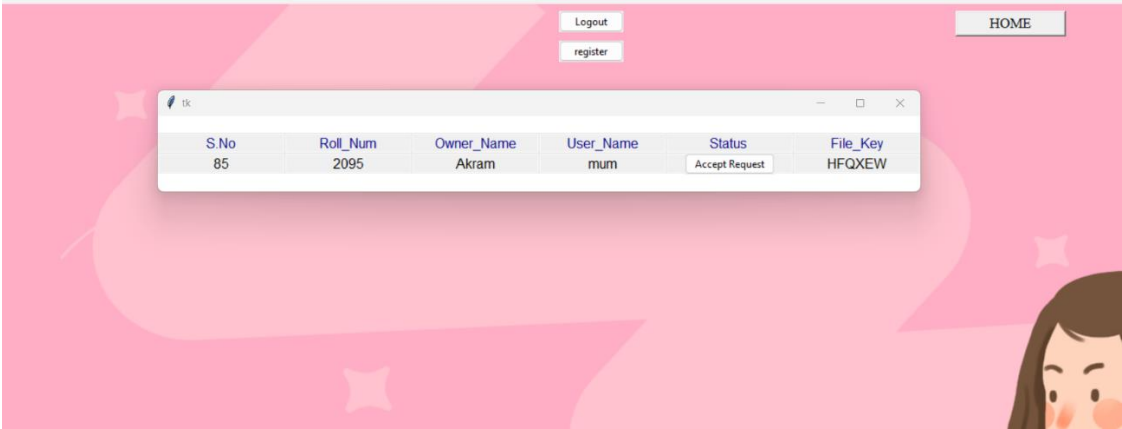 Logout
HOME
register
tk
S.No Roll_Num Owner_Name User_Name Status File_Key
85 2095 Akram mum Accept Request HFQXEW